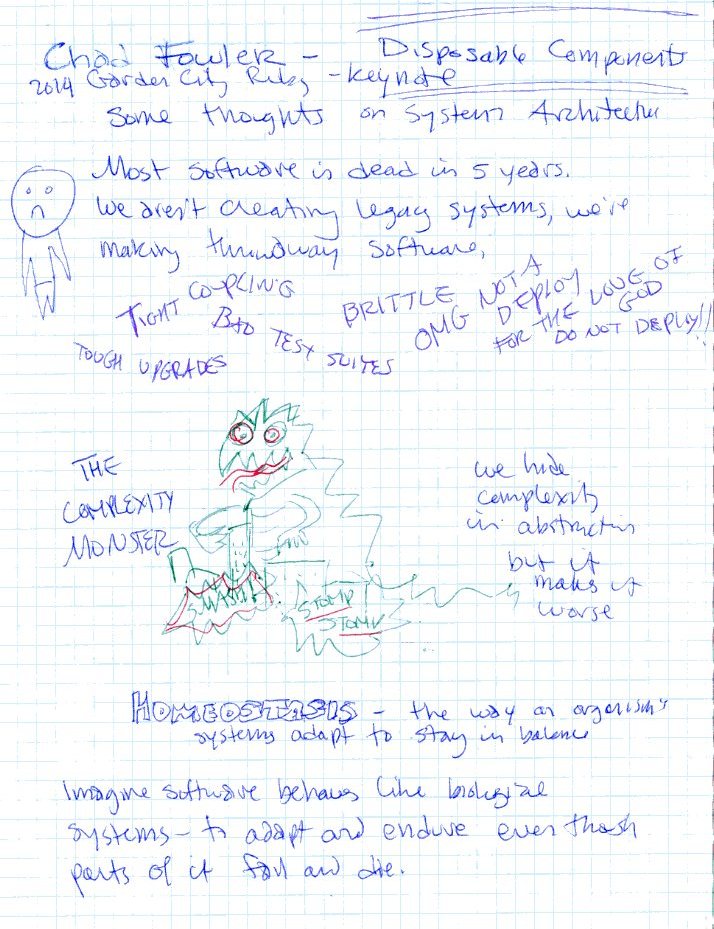 Chad Fowler - Disposable Components
2014 Garden City Ruby - keynote
Some thoughts on System Architecture
Most software is dead in 5 years.
We aren't creating legacy systems, we're
making throwaway software,
TIGHT COUPLING
BAD TEST SUITES
BRITTLE
OMG NOT A DEPLOY
FOR THE LOVE OF GOD
DO NOT DEPLOY!!!
TOUGH UPGRADES
THE
COMPLEXITY
MONSTER
SMASH
STOMP
STOMP
we hide
complexity
in abstraction
but it
makes it
worse
HOMEOSTASIS - the way an organism's
systems adapt to stay in balance
Imagine software behaves like biological
systems - to adapt and endure even though
parts of it fail and die.